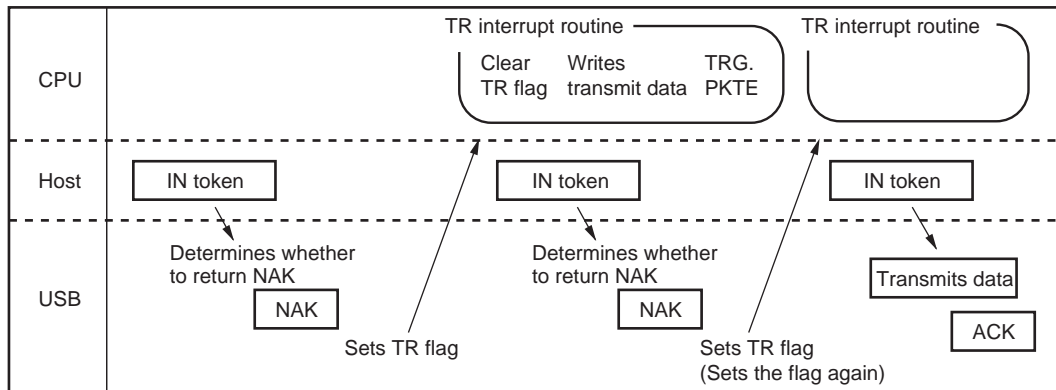 TR interrupt routine
TR interrupt routine
Clear Writes TRG.
TR flag transmit data PKTE
CPU
Host
IN token
IN token
IN token
USB
Determines whether
to return NAK
NAK
Sets TR flag
Determines whether
to return NAK
NAK
Sets TR flag
(Sets the flag again)
Transmits data
ACK